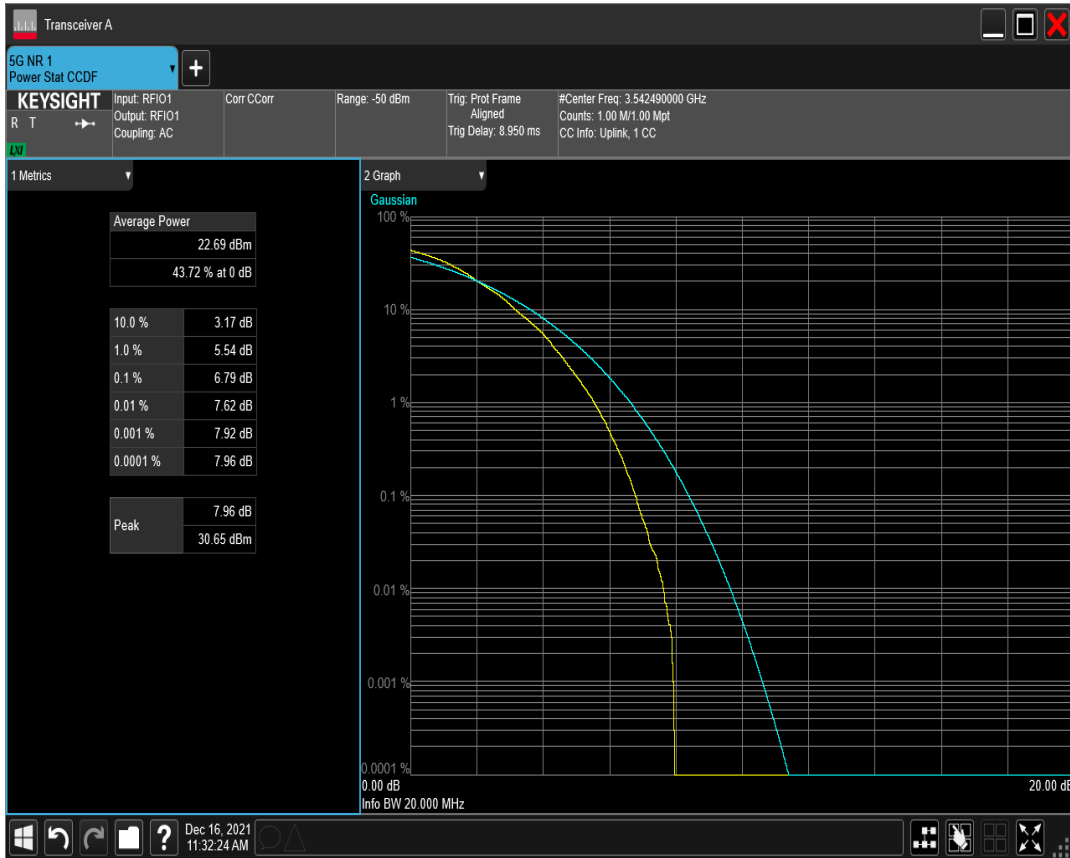 Transceiver A
5G NR 1
Power Stat CCDF
KEYSIGHT
R T
LXI
Input: RFIO1
Output: RFIO1
Coupling: AC
Corr CCorr
Range: -50 dBm
Trig: Prot Frame
Aligned
Trig Delay: 8.950 ms
#Center Freq: 3.542490000 GHz
Counts: 1.00 M/1.00 Mpt
CC Info: Uplink, 1 CC
1 Metrics
Average Power
22.69 dBm
43.72 % at 0 dB
10.0 % 3.17 dB
1.0 % 5.54 dB
0.1 % 6.79 dB
0.01 % 7.62 dB
0.001 % 7.92 dB
0.0001 % 7.96 dB
Peak 7.96 dB
30.65 dBm
2 Graph
Gaussian
100 %
10 %
1 %
0.1 %
0.01 %
0.001 %
0.0001 %
0.00 dB 20.00 dB
Info BW 20.000 MHz
?
Dec 16, 2021
11:32:24 AM